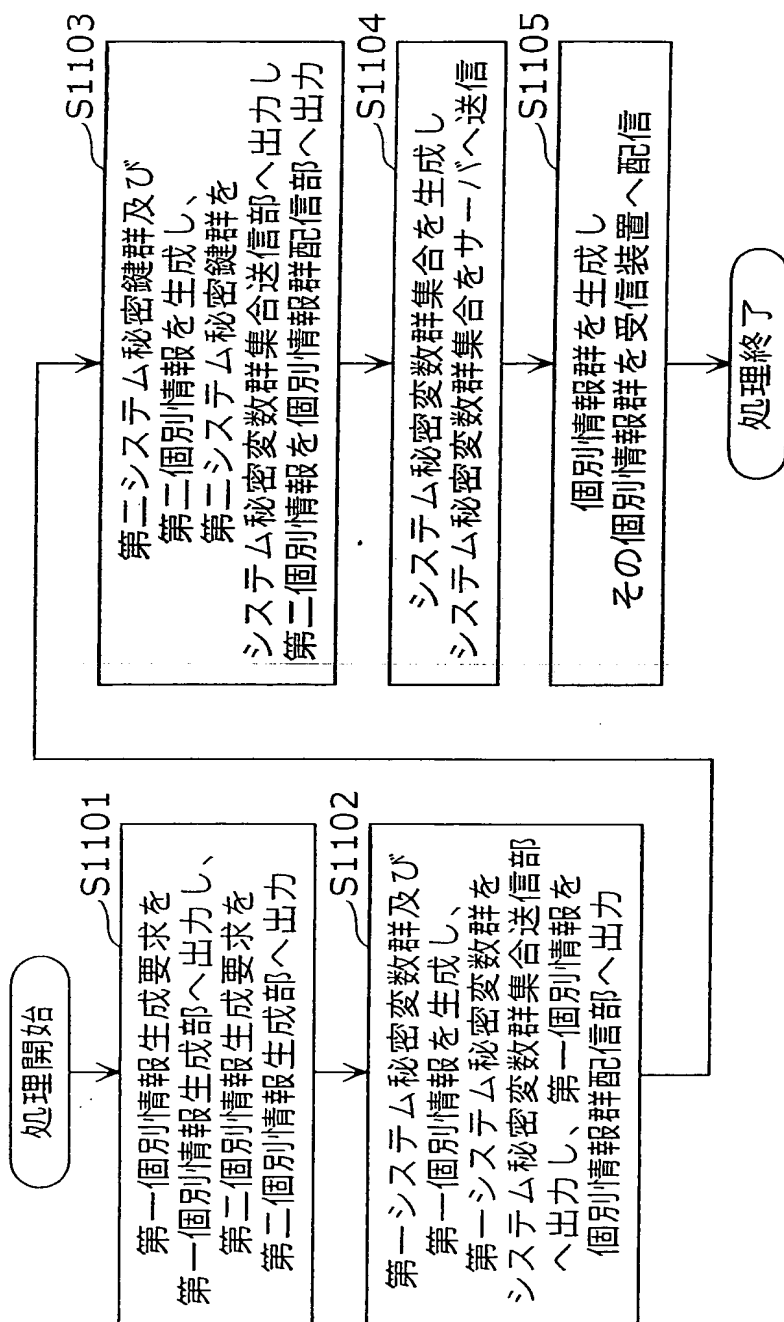 処理開始
S1101
第一個別情報生成要求を
第一個別情報生成部へ出力し、
第二個別情報生成要求を
第二個別情報生成部へ出力
S1102
第一システム秘密変数群及び
第一個別情報を生成し、
第一システム秘密変数群を
システム秘密変数群集合送信部
へ出力し、第一個別情報を
個別情報群配信部へ出力
S1103
第二システム秘密鍵群及び
第二個別情報を生成し、
第二システム秘密鍵群を
システム秘密変数群集合送信部へ出力し
第二個別情報を個別情報群配信部へ出力
S1104
システム秘密変数群集合を生成し
システム秘密変数群集合をサーバへ送信
S1105
個別情報群を生成し
その個別情報群を受信装置へ配信
処理終了